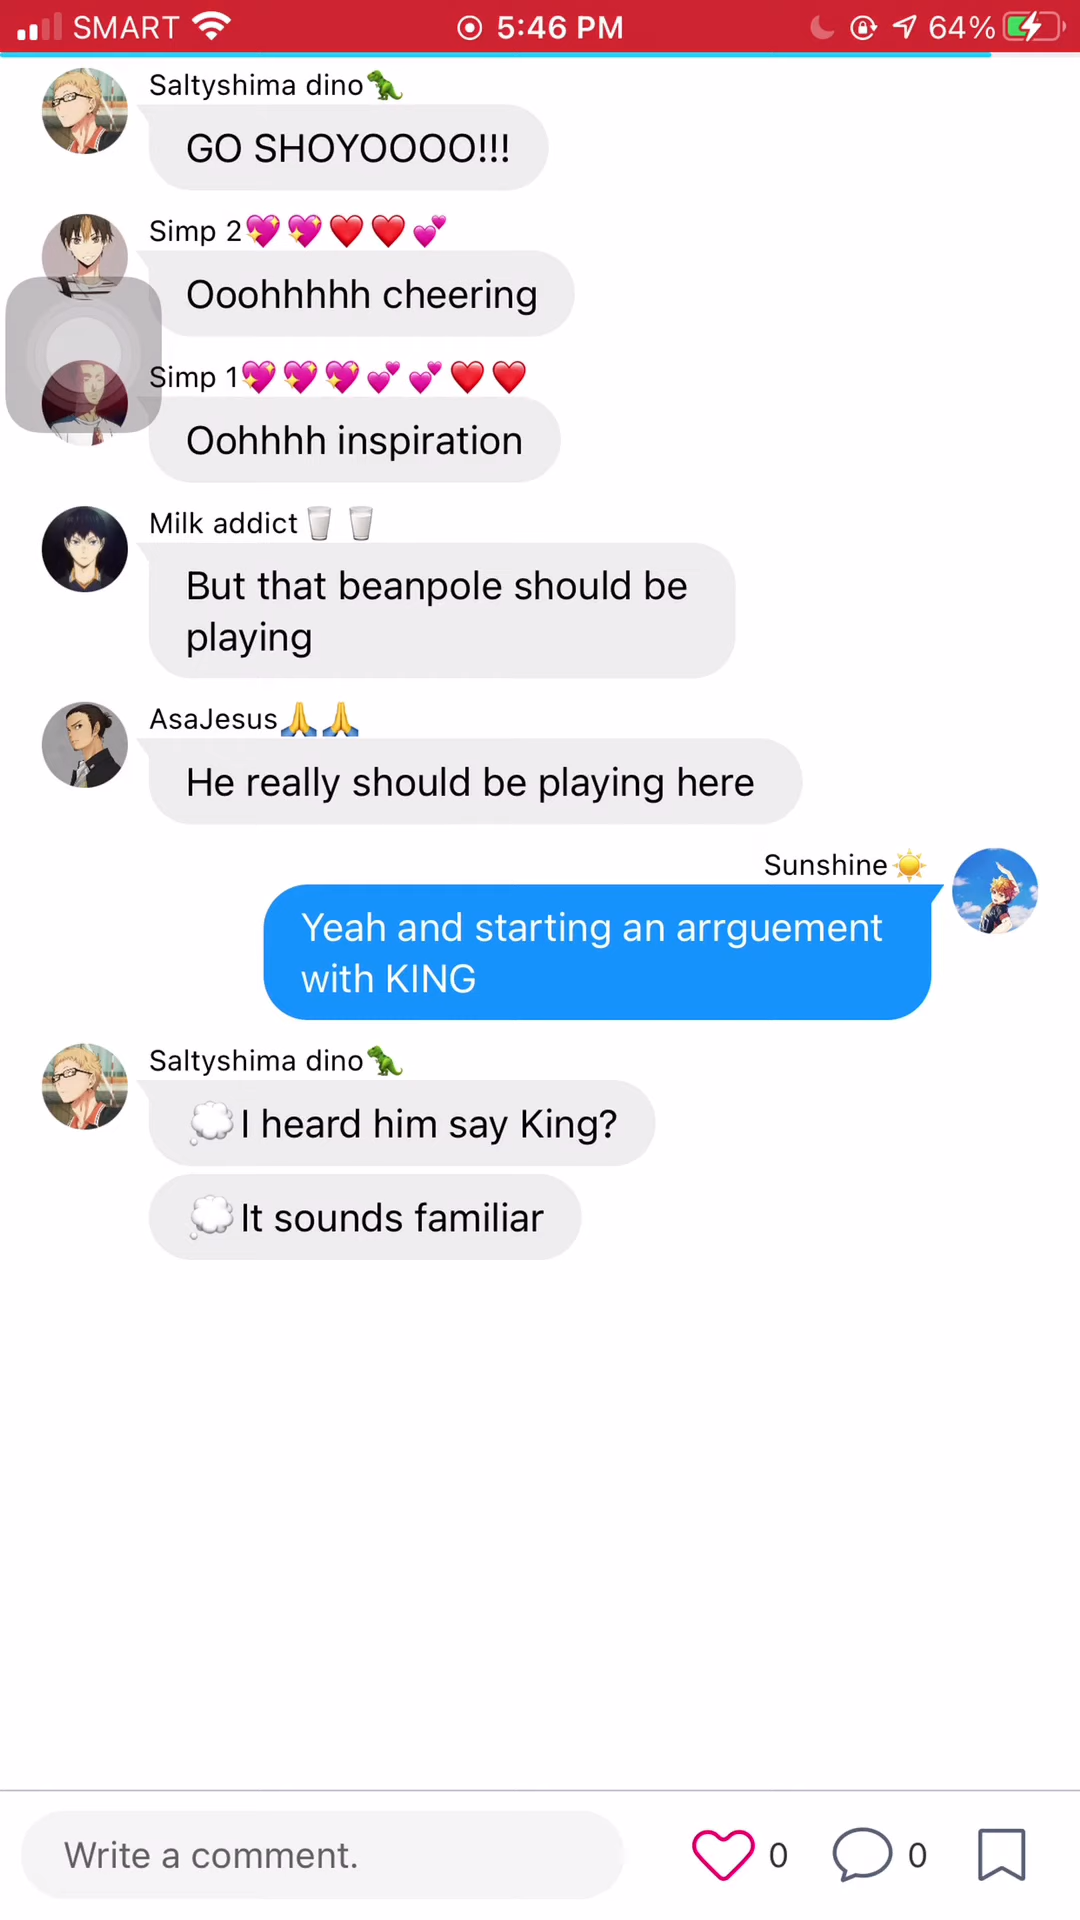 SMART 5:46 PM 64%
Saltyshima dino🦖
GO SHOYOOOO!!!
Simp 2💖💖❤️❤️💕
Ooohhhhh cheering
Simp 1💖💖💖💕💕❤️❤️
Oohhhh inspiration
Milk addict🥛🥛
But that beanpole should be
playing
AsaJesus🙏🙏
He really should be playing here
Sunshine☀️
Yeah and starting an arrguement
with KING
Saltyshima dino🦖
💭I heard him say King?
💭It sounds familiar
Write a comment. 0 0